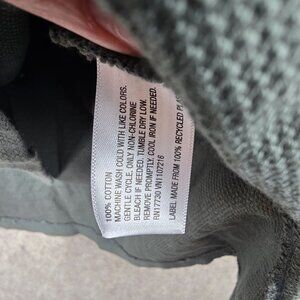 100% COTTON
MACHINE WASH COLD WITH LIKE COLORS.
GENTLE CYCLE, ONLY NON-CHLORINE
BLEACH IF NEEDED. TUMBLE DRY LOW.
REMOVE PROMPTLY. COOL IRON IF NEEDED.
RN17730 VN1107216
LABEL MADE FROM 100% RECYCLED